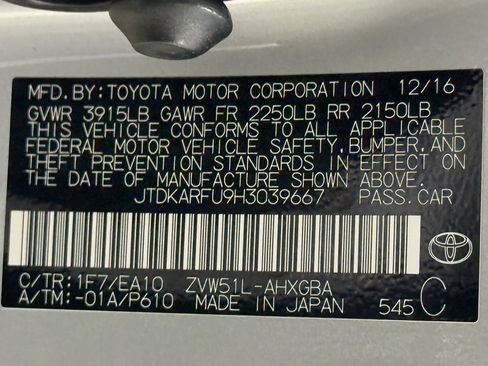 MFD.BY:TOYOTA MOTOR CORPORATION 12/16
GVWR 3915LB GAWR FR 2250LB RR 2150LB
THIS VEHICLE CONFORMS TO ALL APPLICABLE
FEDERAL MOTOR VEHICLE SAFETY,BUMPER,AND
THEFT PREVENTION STANDARDS IN EFFECT ON
THE DATE OF MANUFACTURE SHOWN ABOVE.
JTDKARFU9H3039667 PASS.CAR
C/TR:1F7/EA10 ZVW51L-AHXGBA
A/TM:-01A/P610 MADE IN JAPAN 545 C